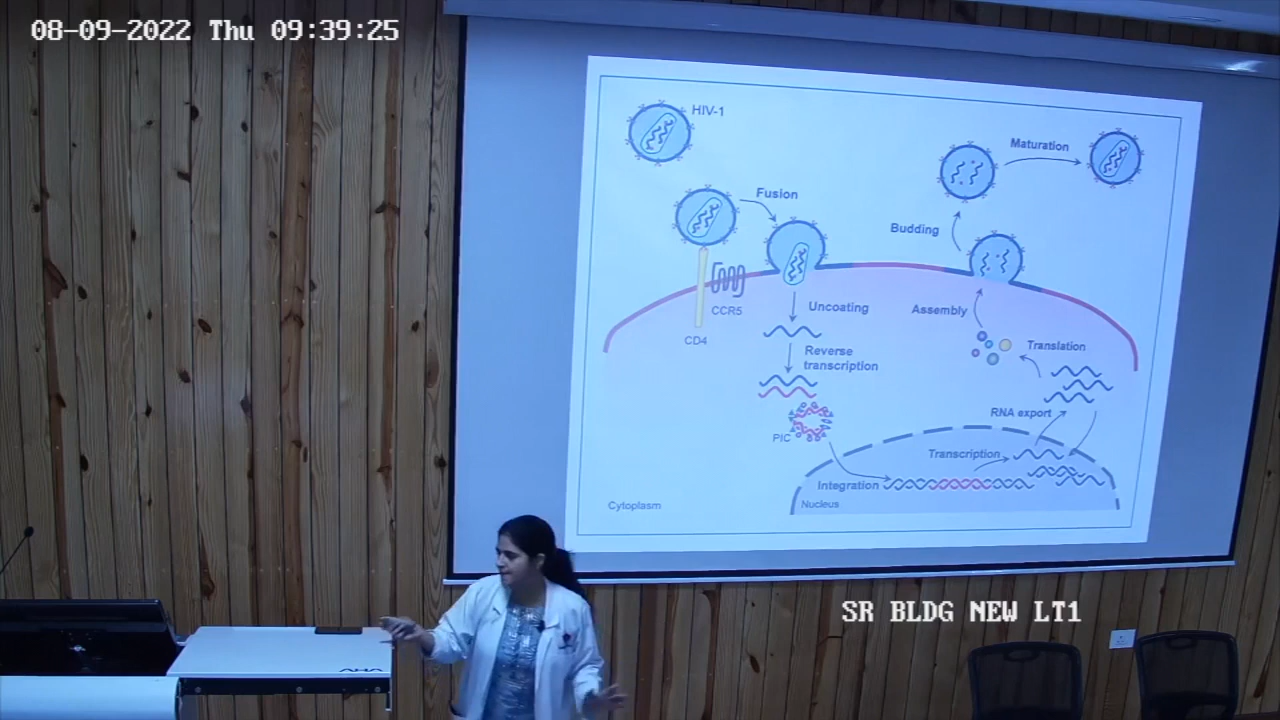 08-09-2022 Thu 09:39:25
HIV-1
Maturation
Fusion
Budding
Uncoating
Assembly
CCR5
CD4
Reverse
transcription
Translation
RNA export
PIC
Transcription
Integration
Nucleus
Cytoplasm
SR BLDG NEW LT1